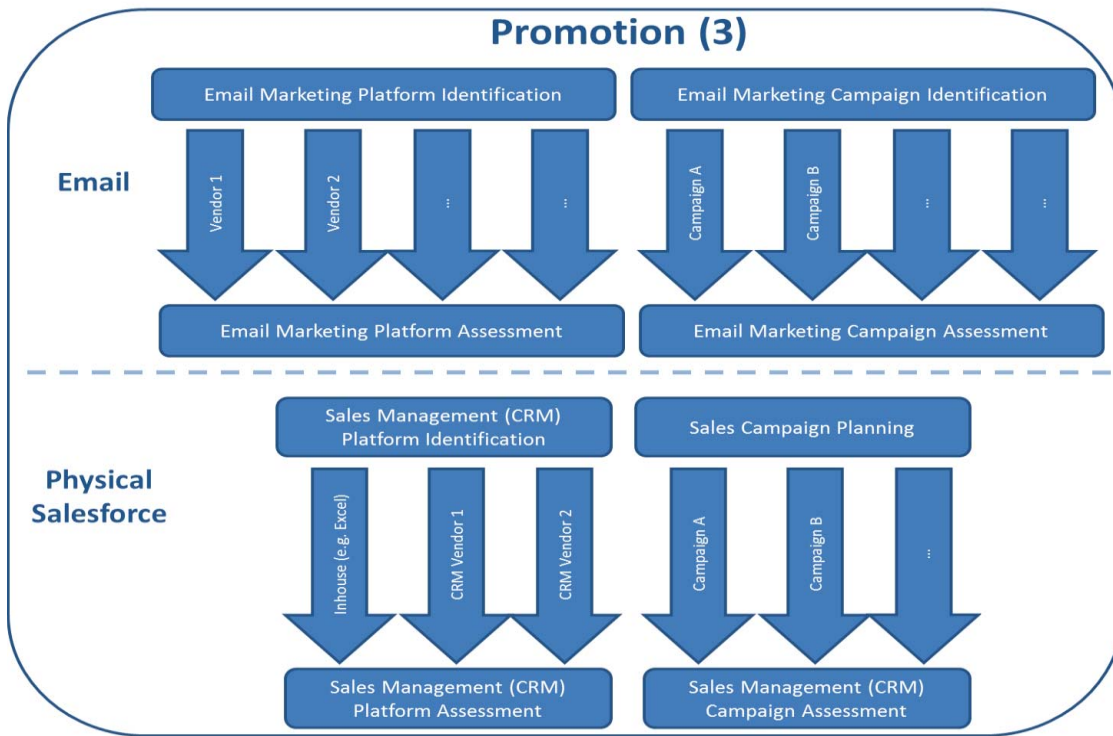 Promotion (3)
Email Marketing Platform Identification
Email Marketing Campaign Identification
Email
Vendor 1
Vendor 2
...
...
Campaign A
Campaign B
...
...
Email Marketing Platform Assessment
Email Marketing Campaign Assessment
Sales Management (CRM)
Platform Identification
Sales Campaign Planning
Physical
Salesforce
Inhouse (e.g. Excel)
CRM Vendor 1
CRM Vendor 2
Campaign A
Campaign B
...
Sales Management (CRM)
Platform Assessment
Sales Management (CRM)
Campaign Assessment